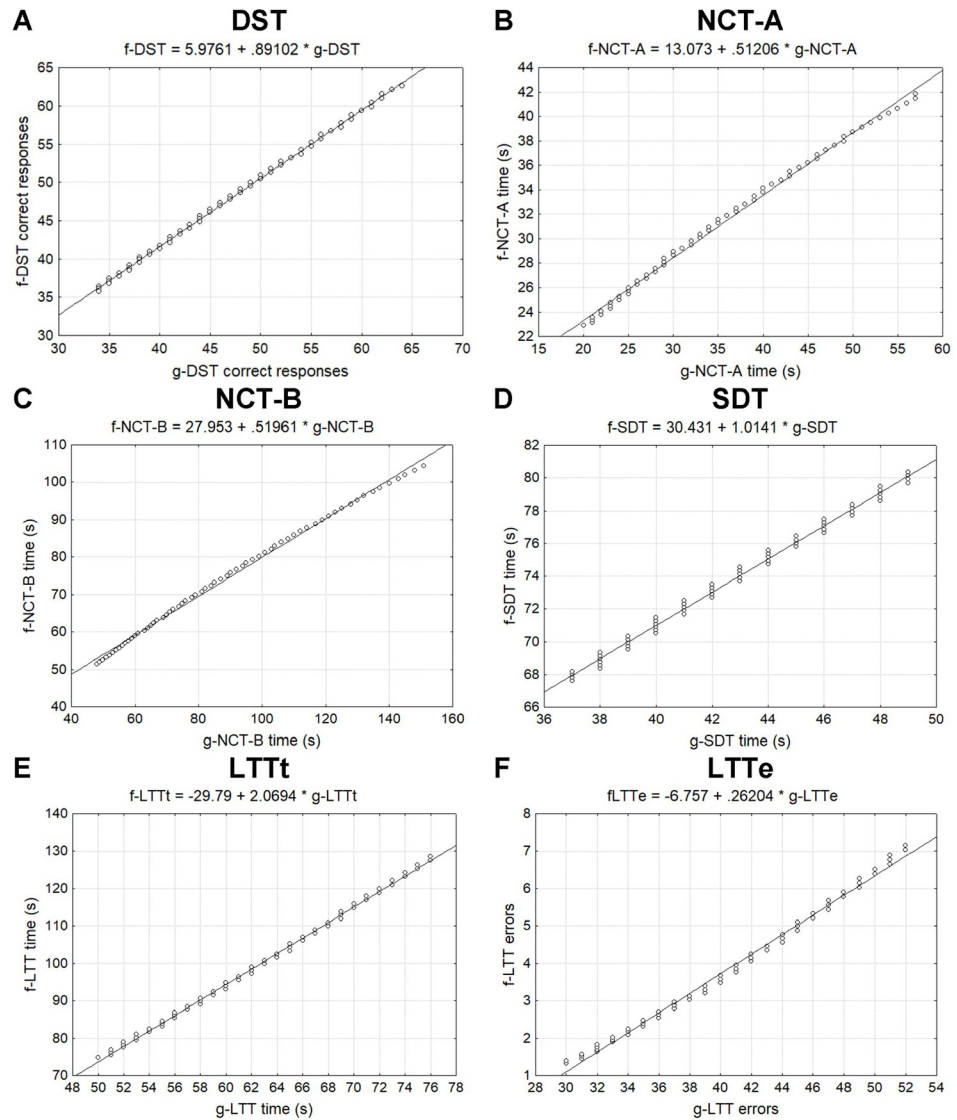 A DST
f-DST = 5.9761 + .89102 * g-DST
65
60
55
50
45
40
35
30
f-DST correct responses
30 35 40 45 50 55 60 65 70
g-DST correct responses
B NCT-A
f-NCT-A = 13.073 + .51206 * g-NCT-A
44
42
40
38
36
34
32
30
28
26
24
22
f-NCT-A time (s)
15 20 25 30 35 40 45 50 55 60
g-NCT-A time (s)
C NCT-B
f-NCT-B = 27.953 + .51961 * g-NCT-B
110
100
90
80
70
60
50
40
f-NCT-B time (s)
40 60 80 100 120 140 160
g-NCT-B time (s)
D SDT
f-SDT = 30.431 + 1.0141 * g-SDT
82
80
78
76
74
72
70
68
66
f-SDT time (s)
36 38 40 42 44 46 48 50
g-SDT time (s)
E LTTt
f-LTTt = -29.79 + 2.0694 * g-LTTt
140
130
120
110
100
90
80
70
f-LTT time (s)
48 50 52 54 56 58 60 62 64 66 68 70 72 74 76 78
g-LTT time (s)
F LTTe
fLTTe = -6.757 + .26204 * g-LTTe
8
7
6
5
4
3
2
1
f-LTT errors
28 30 32 34 36 38 40 42 44 46 48 50 52 54
g-LTT errors